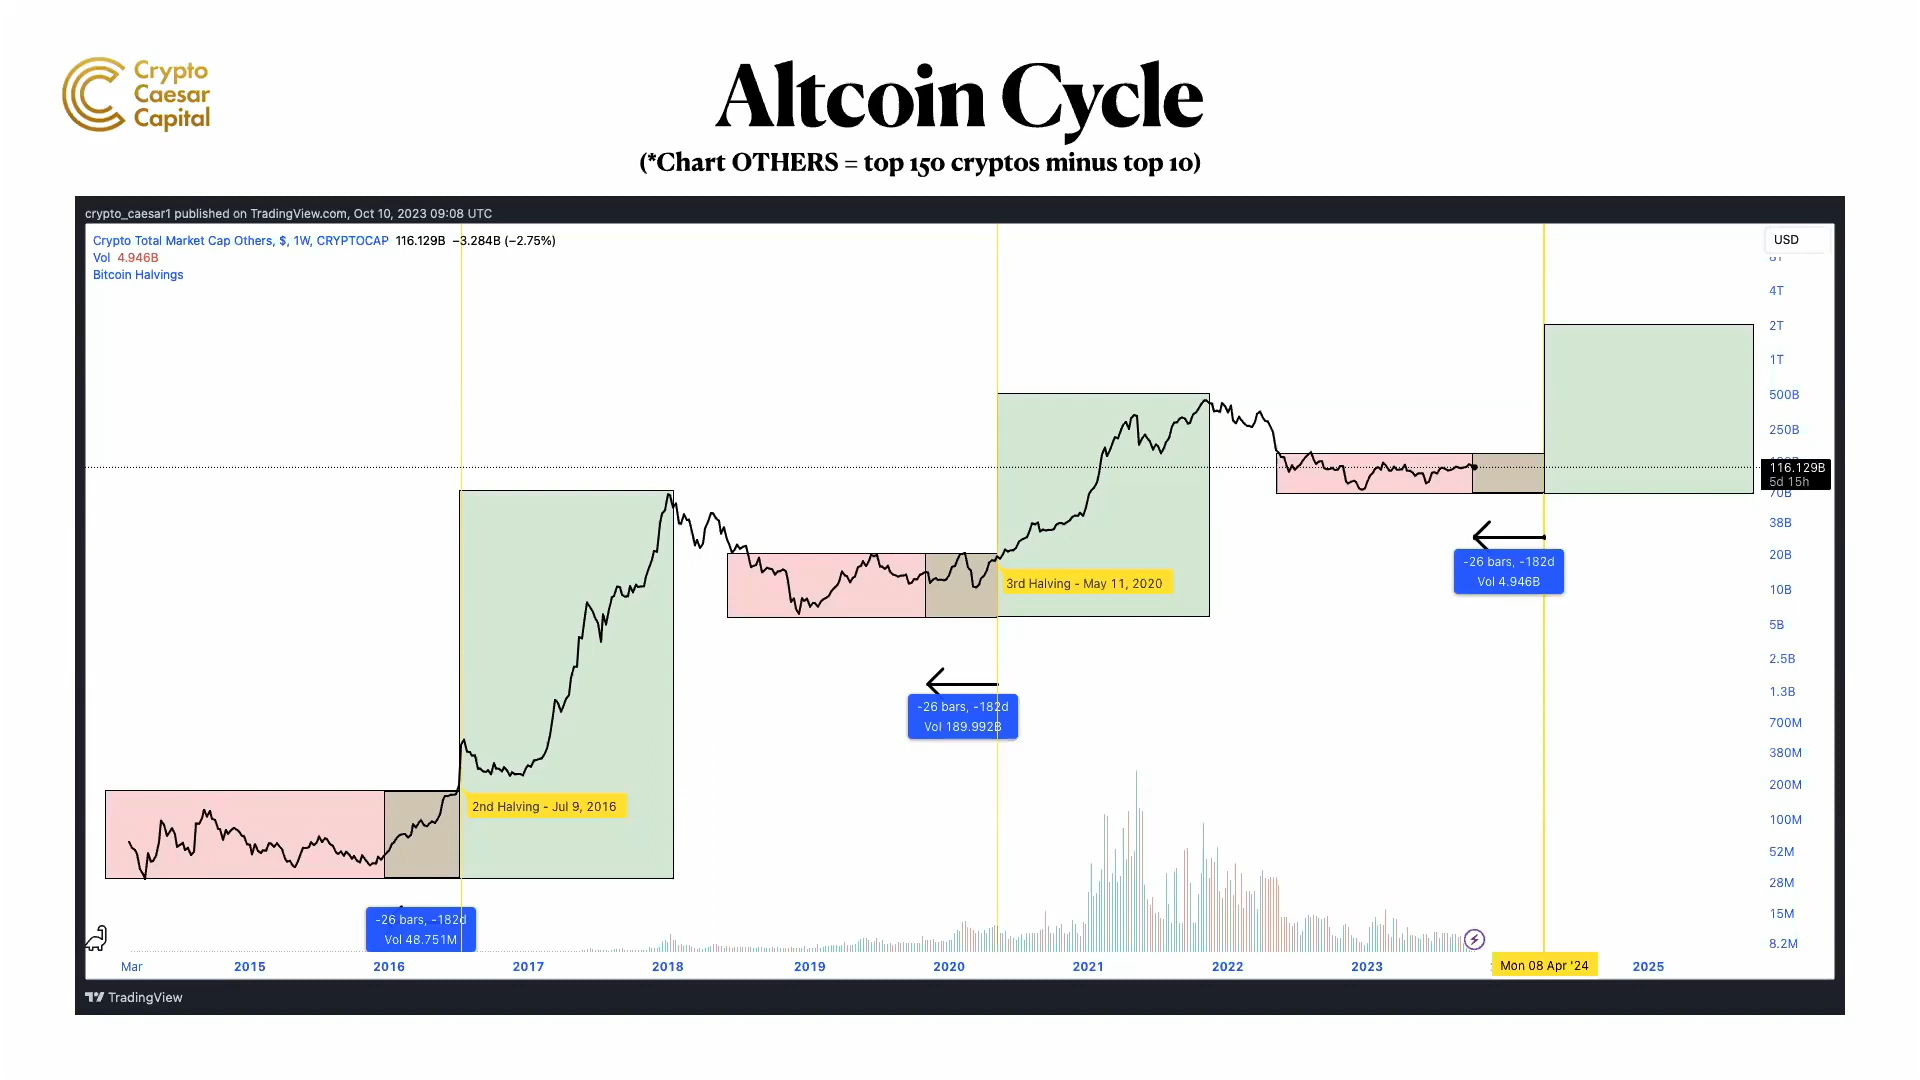 Crypto
Caesar
Capital
Altcoin Cycle
(*Chart OTHERS = top 150 cryptos minus top 10)
crypto_caesar1 published on TradingView.com, Oct 10, 2023 09:08 UTC
Crypto Total Market Cap Others, $, 1W, CRYPTOCAP 116.129B −3.284B (−2.75%)
Vol 4.946B
Bitcoin Halvings
USD
4T
2T
1T
500B
250B
116.129B
5d 15h
70B
38B
20B
10B
5B
2.5B
1.3B
700M
380M
200M
100M
52M
28M
15M
8.2M
-26 bars, -182d
Vol 4.946B
3rd Halving - May 11, 2020
-26 bars, -182d
Vol 189.992B
2nd Halving - Jul 9, 2016
-26 bars, -182d
Vol 48.751M
Mar 2015 2016 2017 2018 2019 2020 2021 2022 2023 Mon 08 Apr '24 2025
TradingView